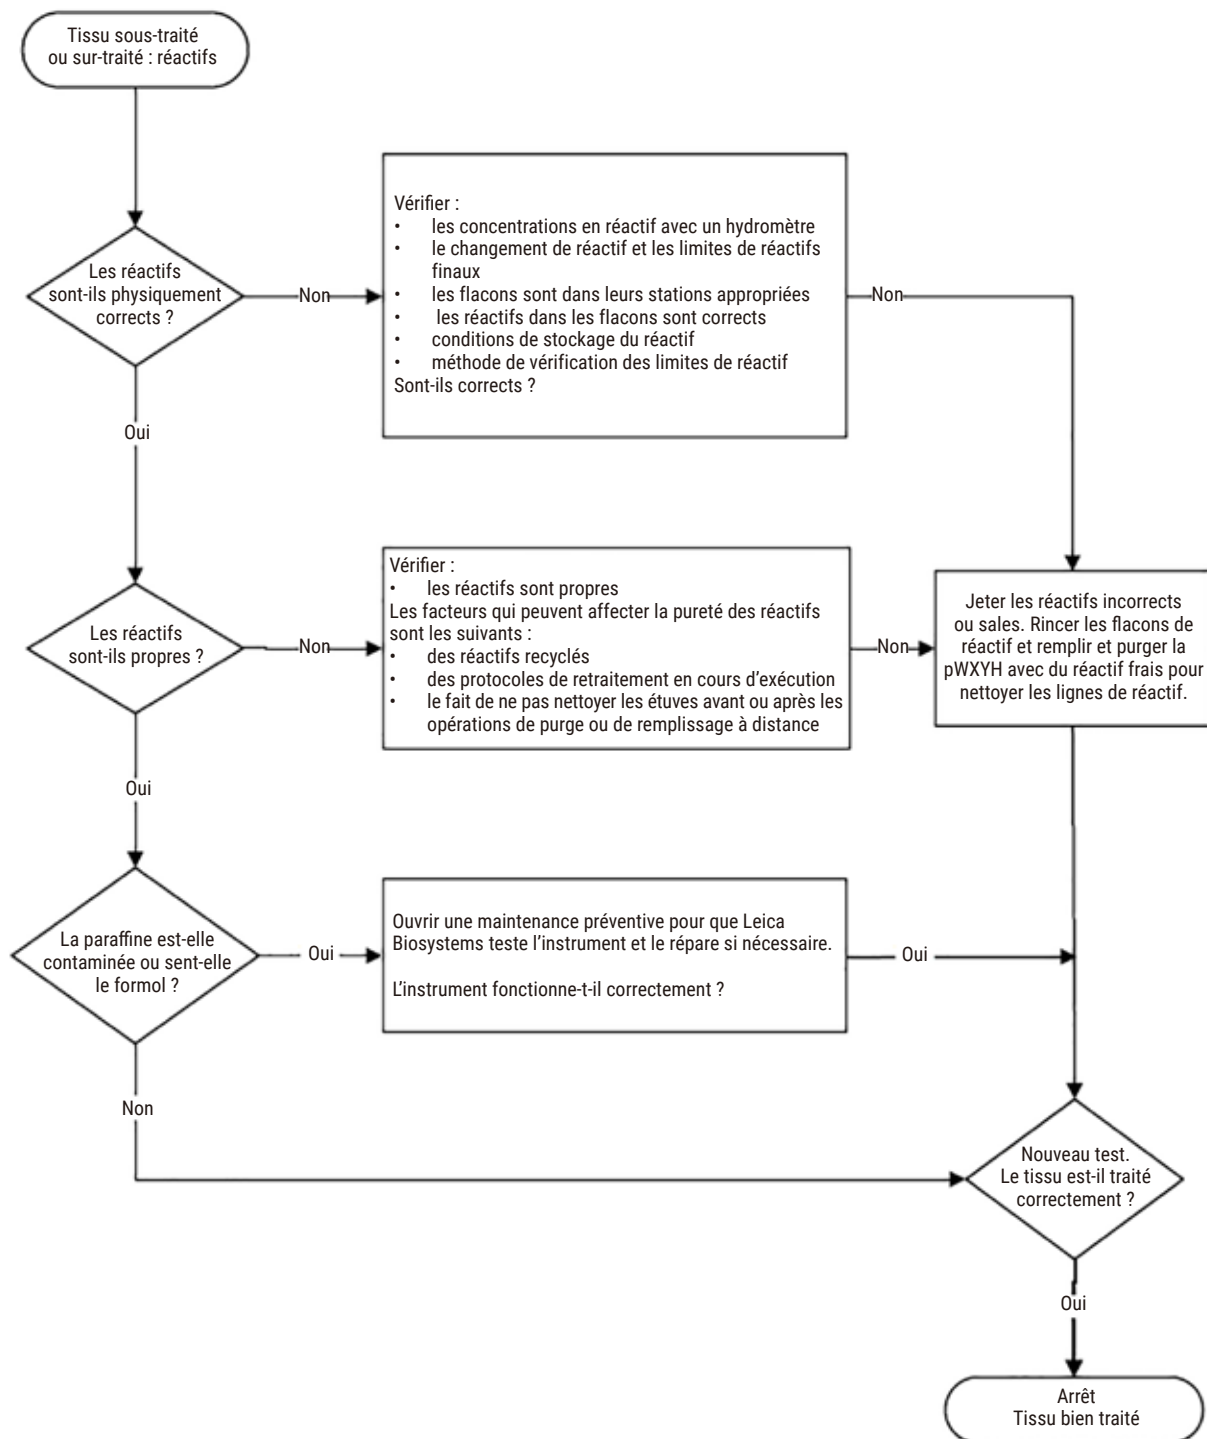 Tissu sous-traité
ou sur-traité : réactifs
Les réactifs
sont-ils physiquement
corrects ?
Non
Vérifier :
• les concentrations en réactif avec un hydromètre
• le changement de réactif et les limites de réactifs
finaux
• les flacons sont dans leurs stations appropriées
• les réactifs dans les flacons sont corrects
• conditions de stockage du réactif
• méthode de vérification des limites de réactif
Sont-ils corrects ?
Non
Oui
Les réactifs
sont-ils propres ?
Non
Vérifier :
• les réactifs sont propres
Les facteurs qui peuvent affecter la pureté des réactifs
sont les suivants :
• des réactifs recyclés
• des protocoles de retraitement en cours d'exécution
• le fait de ne pas nettoyer les étuves avant ou après les
opérations de purge ou de remplissage à distance
Non
Jeter les réactifs incorrects
ou sales. Rincer les flacons de
réactif et remplir et purger la
pWXYH avec du réactif frais pour
nettoyer les lignes de réactif.
Oui
La paraffine est-elle
contaminée ou sent-elle
le formol ?
Oui
Ouvrir une maintenance préventive pour que Leica
Biosystems teste l'instrument et le répare si nécessaire.
L'instrument fonctionne-t-il correctement ?
Oui
Non
Nouveau test.
Le tissu est-il traité
correctement ?
Oui
Arrêt
Tissu bien traité